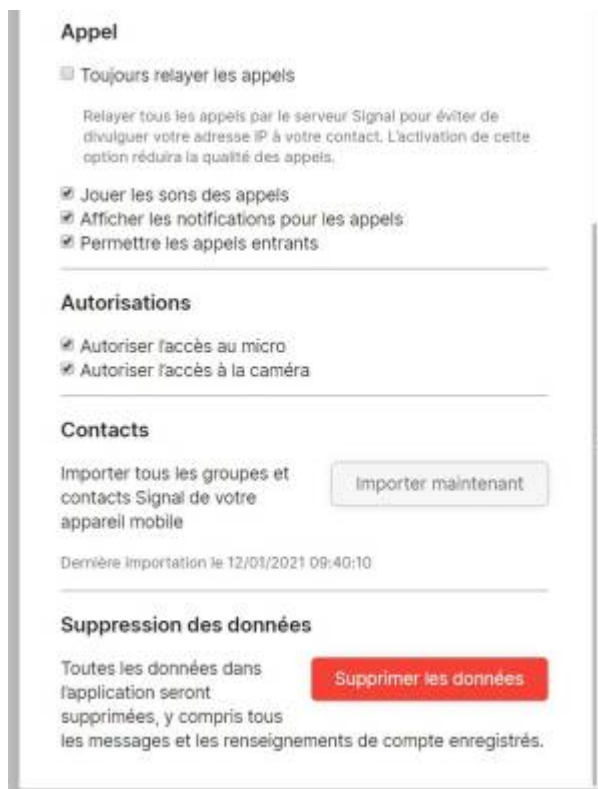 Appel
Toujours relayer les appels
Relayer tous les appels par le serveur Signal pour éviter de
divulguer votre adresse IP à votre contact. L'activation de cette
option réduira la qualité des appels.
Jouer les sons des appels
Afficher les notifications pour les appels
Permettre les appels entrants
Autorisations
Autoriser l'accès au micro
Autoriser l'accès à la caméra
Contacts
Importer tous les groupes et
contacts Signal de votre
appareil mobile
Importer maintenant
Dernière importation le 12/01/2021 09:40:10
Suppression des données
Toutes les données dans
l'application seront
supprimées, y compris tous
les messages et les renseignements de compte enregistrés.
Supprimer les données